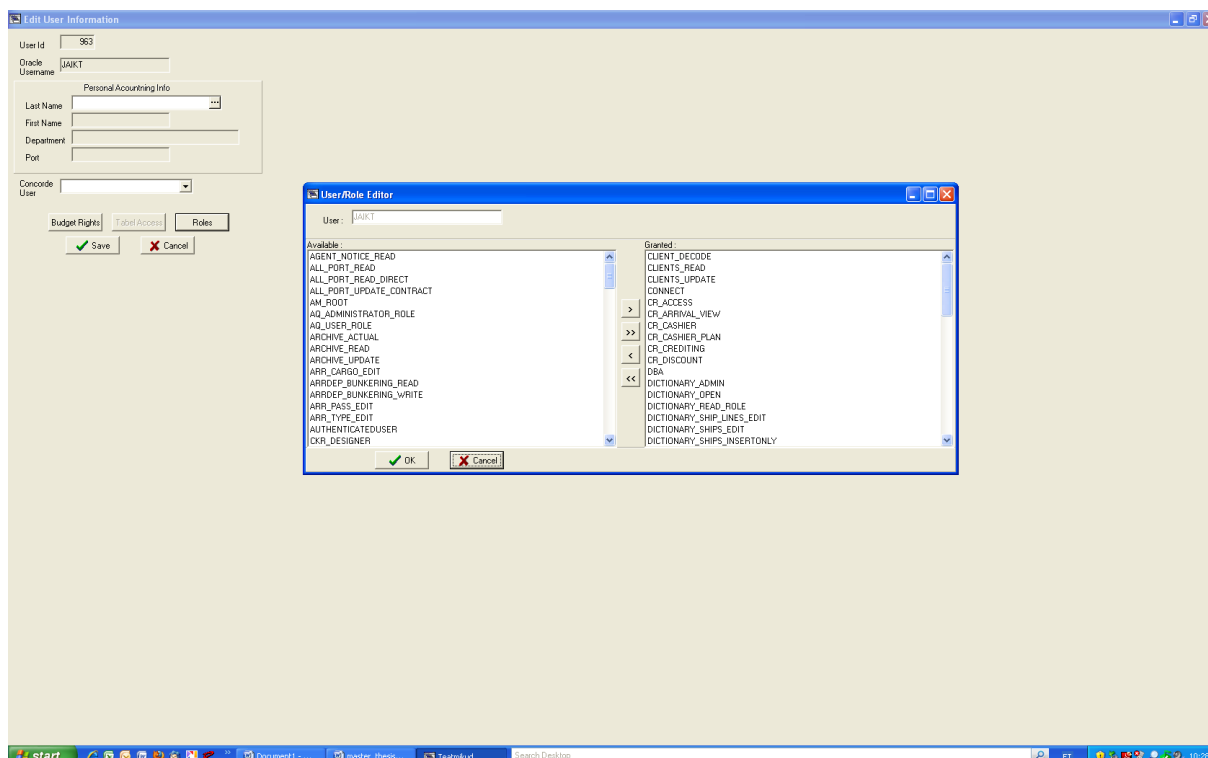 Edit User Information
User Id 963
Oracle Username JAIKT
Personal Acountning Info
Last Name ...
First Name
Department
Port
Concorde User
Budget Rights Tabel Access Roles
Save Cancel
User/Role Editor
User : JAIKT
Available :
AGENT_NOTICE_READ
ALL_PORT_READ
ALL_PORT_READ_DIRECT
ALL_PORT_UPDATE_CONTRACT
AM_ROOT
AQ_ADMINISTRATOR_ROLE
AQ_USER_ROLE
ARCHIVE_ACTUAL
ARCHIVE_READ
ARCHIVE_UPDATE
ARR_CARGO_EDIT
ARRDEP_BUNKERING_READ
ARRDEP_BUNKERING_WRITE
ARR_PASS_EDIT
ARR_TYPE_EDIT
AUTHENTICATEDUSER
CKR_DESIGNER
>
>>
<
<<
Granted :
CLIENT_DECODE
CLIENTS_READ
CLIENTS_UPDATE
CONNECT
CR_ACCESS
CR_ARRIVAL_VIEW
CR_CASHIER
CR_CASHIER_PLAN
CR_CREDITING
CR_DISCOUNT
DBA
DICTIONARY_ADMIN
DICTIONARY_OPEN
DICTIONARY_READ_ROLE
DICTIONARY_SHIP_LINES_EDIT
DICTIONARY_SHIPS_EDIT
DICTIONARY_SHIPS_INSERTONLY
OK Cancel
start Document1 - ... master_thesis Teatmikud Search Desktop ET